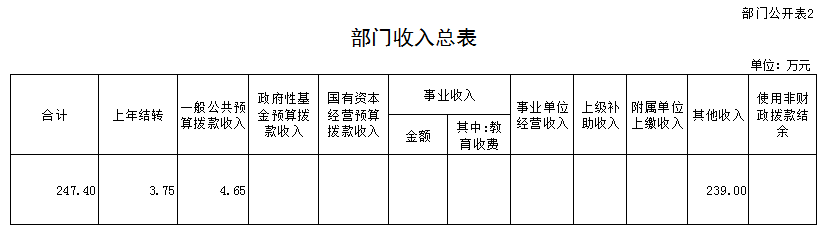 部门公开表2
部门收入总表
单位：万元
合计 上年结转 一般公共预算拨款收入 政府性基金预算拨款收入 国有资本经营预算拨款收入 事业收入 事业单位经营收入 上级补助收入 附属单位上缴收入 其他收入 使用非财政拨款结余
金额 其中:教育收费
247.40 3.75 4.65 239.00